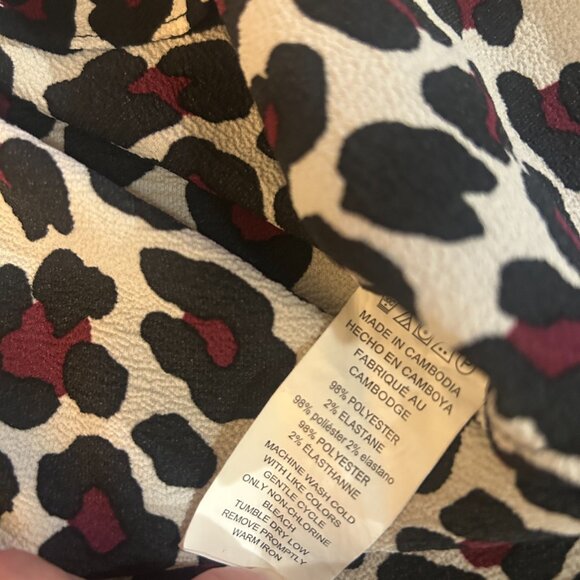 MADE IN CAMBODIA
HECHO EN CAMBOYA
FABRIQUÉ AU
CAMBODGE
98% POLYESTER
2% ELASTANE
98% poliéster 2% elastano
98% POLYESTER
2% ÉLASTHANNE
MACHINE WASH COLD
WITH LIKE COLORS
GENTLE CYCLE
ONLY NON-CHLORINE
BLEACH
TUMBLE DRY LOW
REMOVE PROMPTLY
WARM IRON